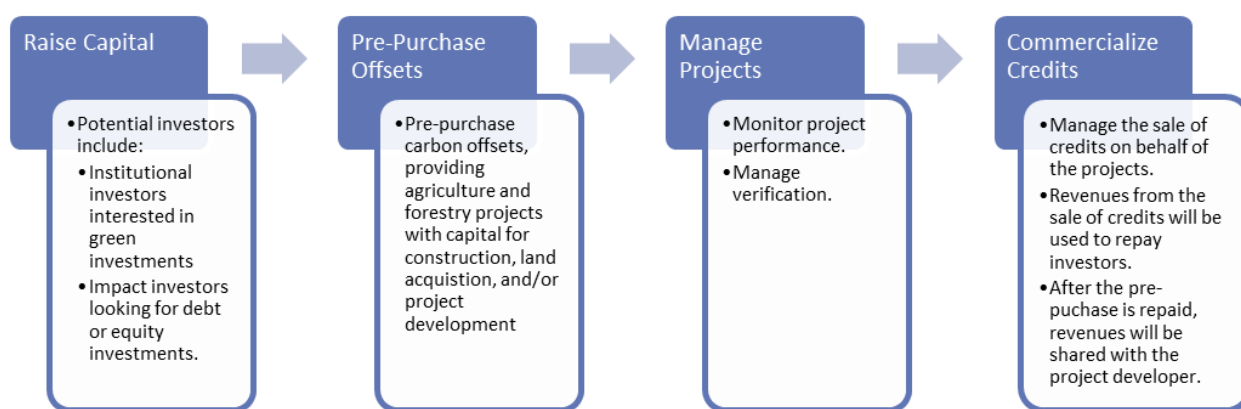 Raise Capital
• Potential investors
include:
• Institutional
investors
interested in
green
investments
• Impact investors
looking for debt
or equity
investments.
Pre-Purchase
Offsets
• Pre-purchase
carbon offsets,
providing
agriculture and
forestry projects
with capital for
construction, land
acquistion, and/or
project
development
Manage
Projects
• Monitor project
performance.
• Manage
verification.
Commercialize
Credits
• Manage the sale of
credits on behalf of
the projects.
• Revenues from the
sale of credits will be
used to repay
investors.
• After the pre-
puchase is repaid,
revenues will be
shared with the
project developer.